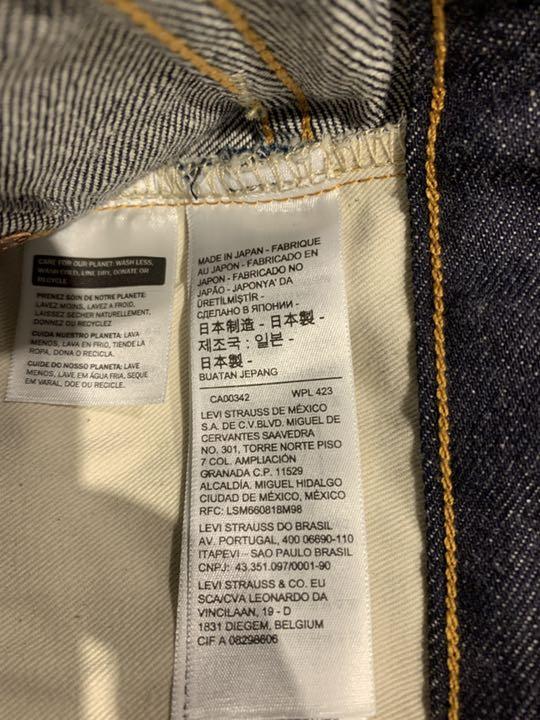 CARE FOR OUR PLANET: WASH LESS,
WASH COLD, LINE DRY, DONATE OR
RECYCLE
PRENEZ SOIN DE NOTRE PLANETE:
LAVEZ MOINS, LAVEZ A FROID,
LAISSEZ SECHER NATURELLEMENT,
DONNEZ OU RECYCLEZ
CUIDA NUESTRO PLANETA: LAVA
MENOS, LAVA EN FRIO, TIENDE LA
ROPA, DONA O RECICLA.
CUIDE DO NOSSO PLANETA: LAVE
MENOS, LAVE EM ÁGUA FRIA, SEQUE
EM VARAL, DOE OU RECICLE.
MADE IN JAPAN - FABRIQUE
AU JAPON - FABRICADO EN
JAPON - FABRICADO NO
JAPÃO - JAPONYA' DA
ÜRETİLMİŞTİR -
СДЕЛАНО В ЯПОНИИ -
日本制造 - 日本製 -
제조국 : 일본 -
日本製 -
BUATAN JEPANG
CA00342 WPL 423
LEVI STRAUSS DE MÉXICO
S.A. DE C.V.BLVD. MIGUEL DE
CERVANTES SAAVEDRA
NO. 301, TORRE NORTE PISO
7 COL. AMPLIACIÓN
GRANADA C.P. 11529
ALCALDÍA. MIGUEL HIDALGO
CIUDAD DE MÉXICO, MÉXICO
RFC: LSM660818M98
LEVI STRAUSS DO BRASIL
AV. PORTUGAL, 400 06690-110
ITAPEVI - SAO PAULO BRASIL
CNPJ: 43.351.097/0001-90
LEVI STRAUSS & CO. EU
SCA/CVA LEONARDO DA
VINCILAAN, 19 - D
1831 DIEGEM, BELGIUM
CIF A 08298606